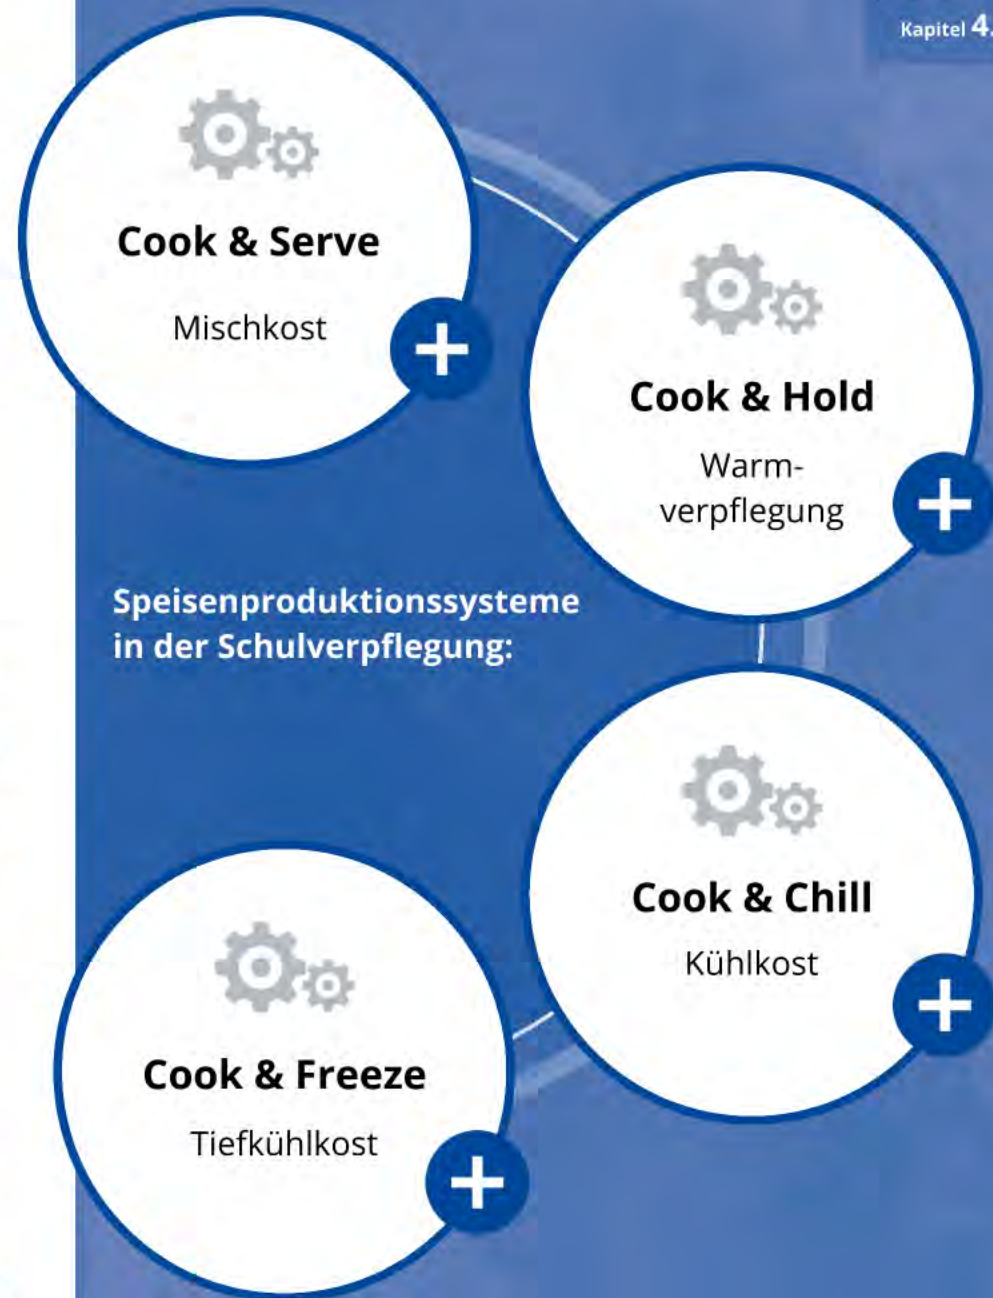 Kapitel 4.
Cook & Serve
Mischkost
Cook & Hold
Warm-
verpflegung
Speisenproduktionssysteme
in der Schulverpflegung:
Cook & Chill
Kühlkost
Cook & Freeze
Tiefkühlkost